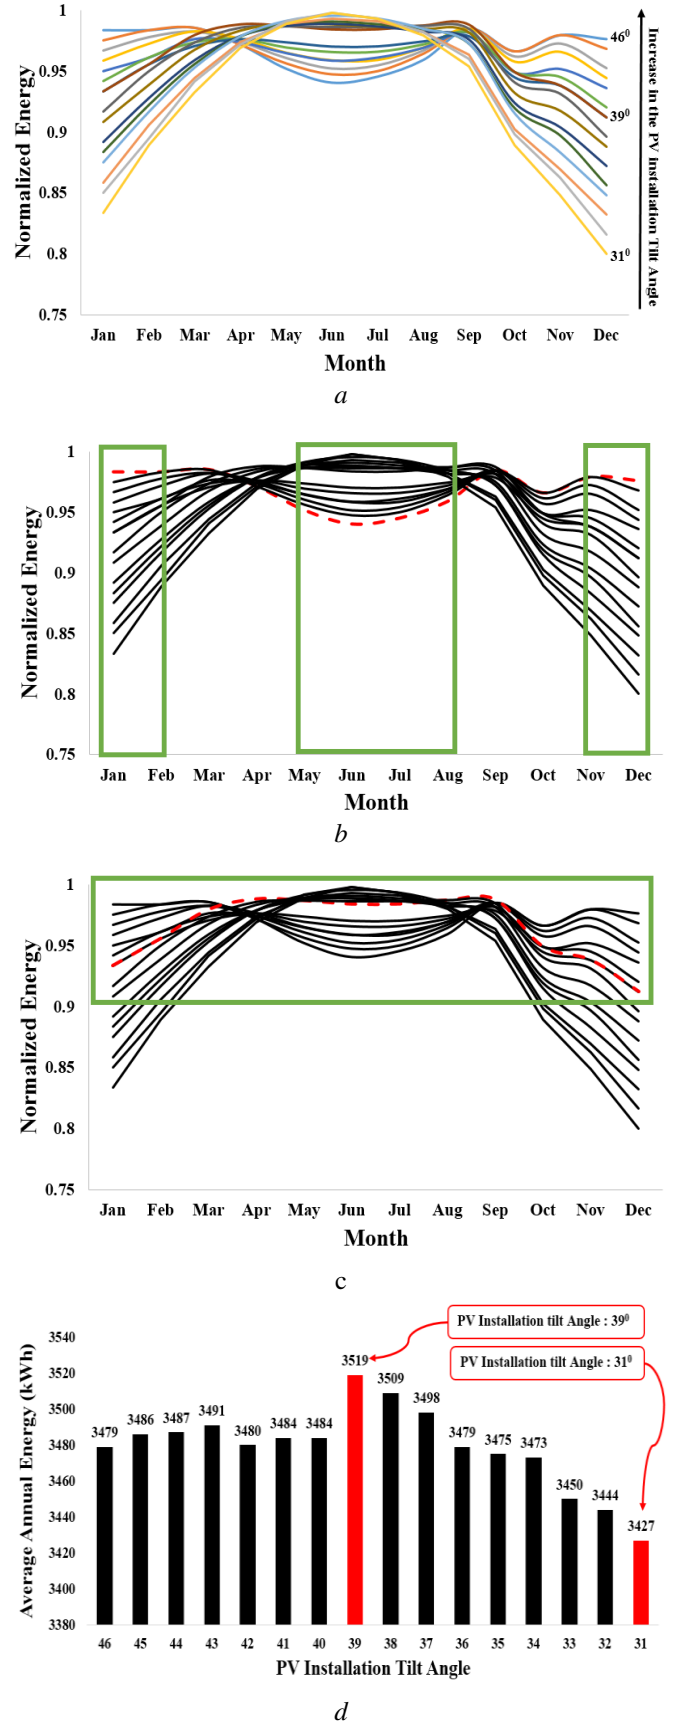 1
0.95
0.9
0.85
0.8
0.75
Normalized Energy
46⁰
39⁰
31⁰
Increase in the PV installation Tilt Angle
Jan Feb Mar Apr May Jun Jul Aug Sep Oct Nov Dec
Month
a
1
0.95
0.9
0.85
0.8
0.75
Normalized Energy
Jan Feb Mar Apr May Jun Jul Aug Sep Oct Nov Dec
Month
b
1
0.95
0.9
0.85
0.8
0.75
Normalized Energy
Jan Feb Mar Apr May Jun Jul Aug Sep Oct Nov Dec
Month
c
PV Installation tilt Angle : 39⁰
PV Installation tilt Angle : 31⁰
3540
3520
3500
3480
3460
3440
3420
3400
3380
Average Annual Energy (kWh)
3479 3486 3487 3491 3480 3484 3484 3519 3509 3498 3479 3475 3473 3450 3444 3427
46 45 44 43 42 41 40 39 38 37 36 35 34 33 32 31
PV Installation Tilt Angle
d